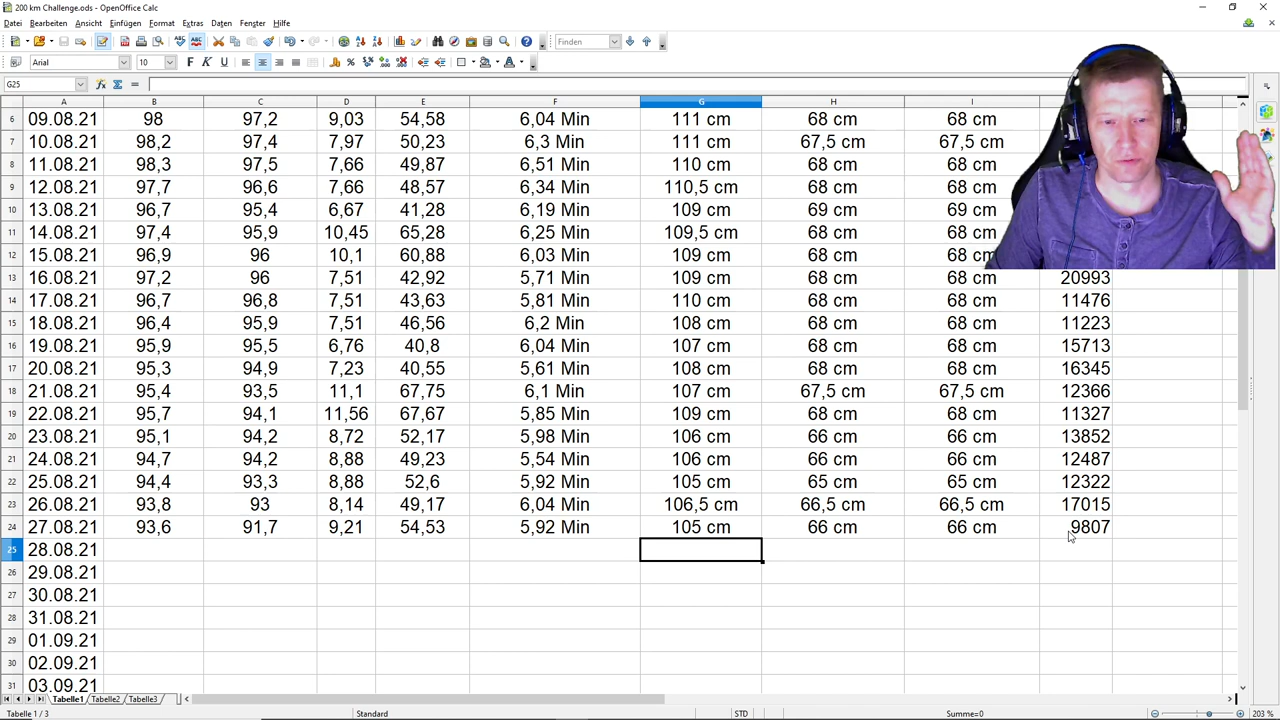 200 km Challenge.ods - OpenOffice Calc
Datei Bearbeiten Ansicht Einfügen Format Extras Daten Fenster Hilfe
Finden
Arial 10 F K U
G25
A B C D E F G H I
6 09.08.21 98 97,2 9,03 54,58 6,04 Min 111 cm 68 cm 68 cm
7 10.08.21 98,2 97,4 7,97 50,23 6,3 Min 111 cm 67,5 cm 67,5 cm
8 11.08.21 98,3 97,5 7,66 49,87 6,51 Min 110 cm 68 cm 68 cm
9 12.08.21 97,7 96,6 7,66 48,57 6,34 Min 110,5 cm 68 cm 68 cm
10 13.08.21 96,7 95,4 6,67 41,28 6,19 Min 109 cm 69 cm 69 cm
11 14.08.21 97,4 95,9 10,45 65,28 6,25 Min 109,5 cm 68 cm 68 cm
12 15.08.21 96,9 96 10,1 60,88 6,03 Min 109 cm 68 cm 68 cm
13 16.08.21 97,2 96 7,51 42,92 5,71 Min 109 cm 68 cm 68 cm 20993
14 17.08.21 96,7 96,8 7,51 43,63 5,81 Min 110 cm 68 cm 68 cm 11476
15 18.08.21 96,4 95,9 7,51 46,56 6,2 Min 108 cm 68 cm 68 cm 11223
16 19.08.21 95,9 95,5 6,76 40,8 6,04 Min 107 cm 68 cm 68 cm 15713
17 20.08.21 95,3 94,9 7,23 40,55 5,61 Min 108 cm 68 cm 68 cm 16345
18 21.08.21 95,4 93,5 11,1 67,75 6,1 Min 107 cm 67,5 cm 67,5 cm 12366
19 22.08.21 95,7 94,1 11,56 67,67 5,85 Min 109 cm 68 cm 68 cm 11327
20 23.08.21 95,1 94,2 8,72 52,17 5,98 Min 106 cm 66 cm 66 cm 13852
21 24.08.21 94,7 94,2 8,88 49,23 5,54 Min 106 cm 66 cm 66 cm 12487
22 25.08.21 94,4 93,3 8,88 52,6 5,92 Min 105 cm 65 cm 65 cm 12322
23 26.08.21 93,8 93 8,14 49,17 6,04 Min 106,5 cm 66,5 cm 66,5 cm 17015
24 27.08.21 93,6 91,7 9,21 54,53 5,92 Min 105 cm 66 cm 66 cm 9807
25 28.08.21
26 29.08.21
27 30.08.21
28 31.08.21
29 01.09.21
30 02.09.21
31 03.09.21
Tabelle1 Tabelle2 Tabelle3
Tabelle 1 / 3 Standard STD Summe=0 203 %